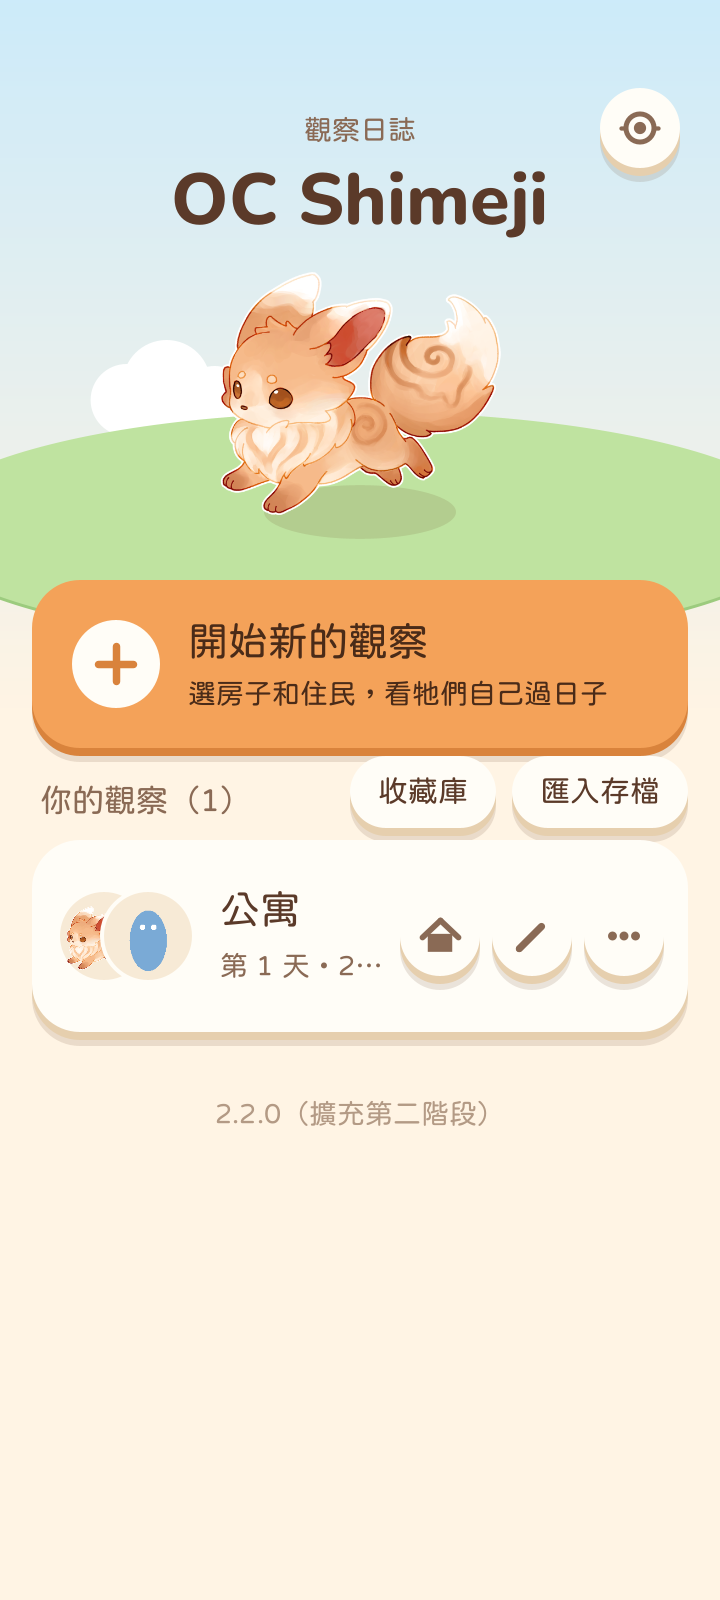 觀察日誌
OC Shimeji
開始新的觀察
選房子和住民，看牠們自己過日子
你的觀察（1）
收藏庫
匯入存檔
公寓
第 1 天・2⋯
2.2.0（擴充第二階段）